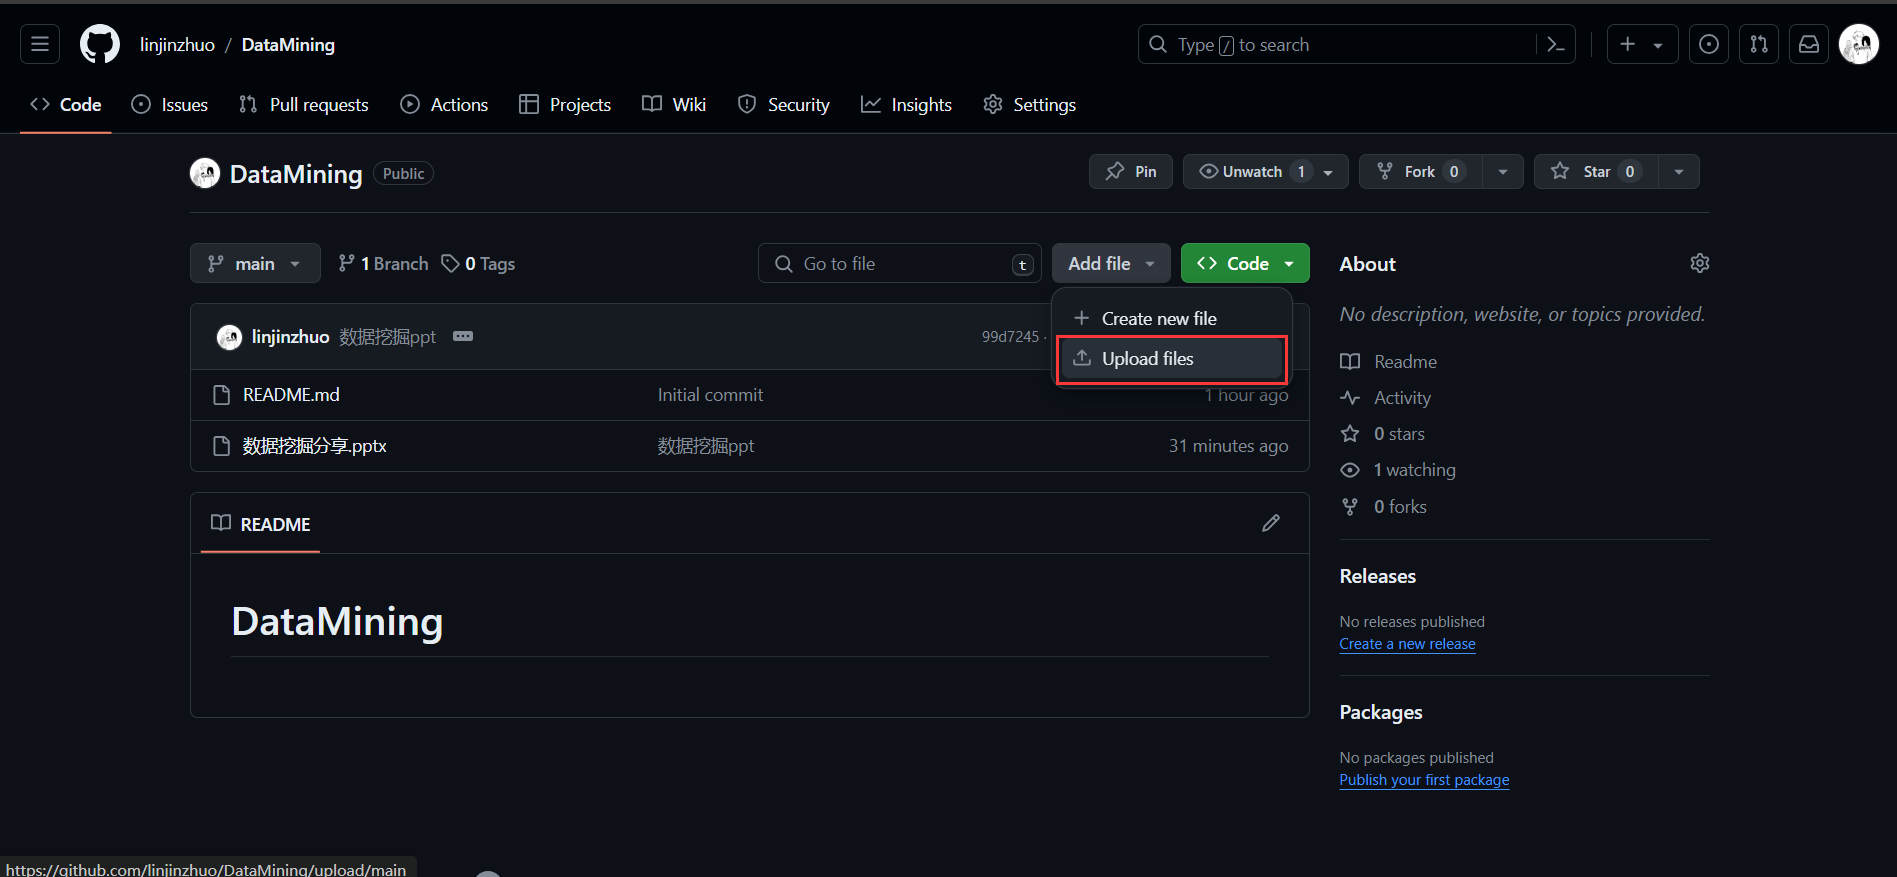 linjinzhuo / DataMining
Type / to search
Code Issues Pull requests Actions Projects Wiki Security Insights Settings
DataMining Public
Pin Unwatch 1 Fork 0 Star 0
main 1 Branch 0 Tags Go to file t Add file Code
Create new file
Upload files
linjinzhuo 数据挖掘ppt 99d7245 ·
README.md Initial commit 1 hour ago
数据挖掘分享.pptx 数据挖掘ppt 31 minutes ago
README
DataMining
About
No description, website, or topics provided.
Readme
Activity
0 stars
1 watching
0 forks
Releases
No releases published
Create a new release
Packages
No packages published
Publish your first package
https://github.com/linjinzhuo/DataMining/upload/main